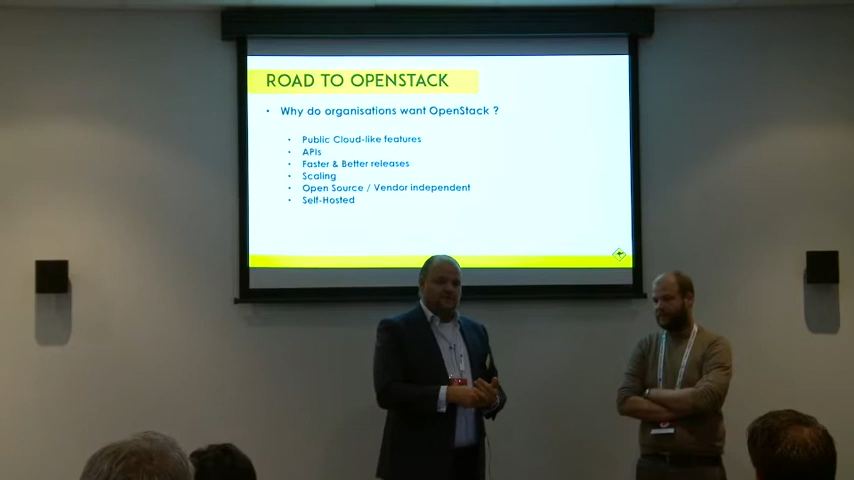 ROAD TO OPENSTACK
• Why do organisations want OpenStack ?
• Public Cloud-like features
• APIs
• Faster & Better releases
• Scaling
• Open Source / Vendor independent
• Self-Hosted